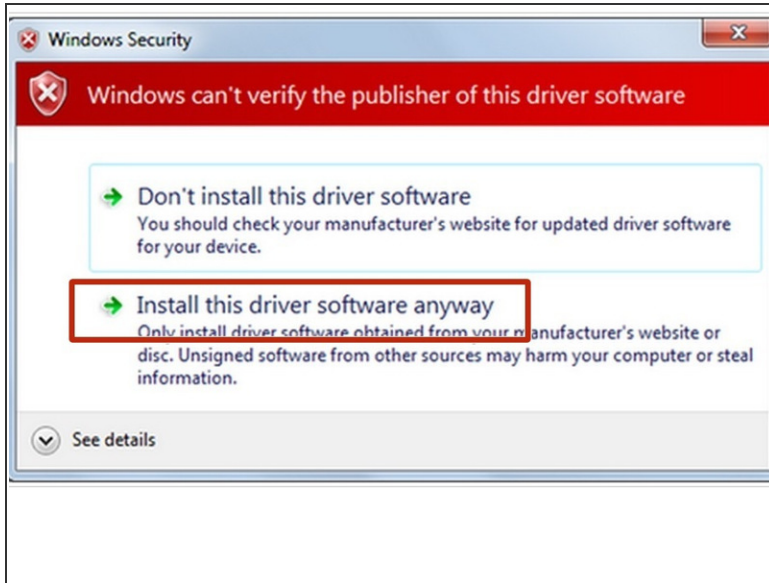 Windows Security
Windows can't verify the publisher of this driver software
Don't install this driver software
You should check your manufacturer's website for updated driver software
for your device.
Install this driver software anyway
Only install driver software obtained from your manufacturer's website or
disc. Unsigned software from other sources may harm your computer or steal
information.
See details